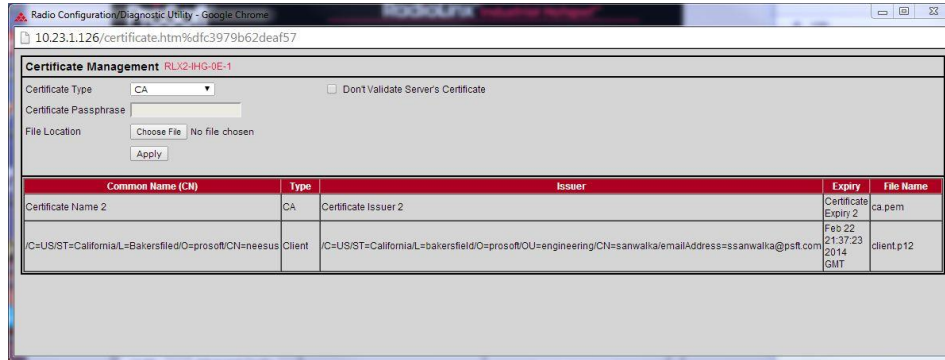 Radio Configuration/Diagnostic Utility - Google Chrome
10.23.1.126/certificate.htm%dfc3979b62deaf57
Certificate Management RLX2-IHG-0E-1
Certificate Type CA Don't Validate Server's Certificate
Certificate Passphrase
File Location Choose File No file chosen
Apply
Common Name (CN) Type Issuer Expiry File Name
Certificate Name 2 CA Certificate Issuer 2 Certificate Expiry 2 ca.pem
/C=US/ST=California/L=Bakersfiled/O=prosoft/CN=neesus Client /C=US/ST=California/L=bakersfield/O=prosoft/OU=engineering/CN=sanwalka/emailAddress=ssanwalka@psft.com Feb 22 21:37:23 2014 GMT client.p12